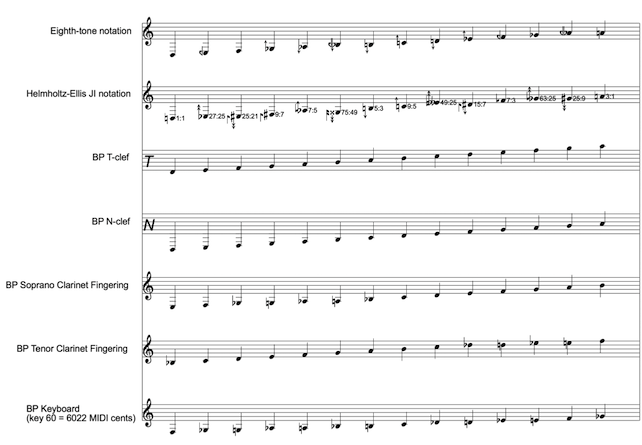 Eighth-tone notation
Helmholtz-Ellis JI notation
1:1 27:25 25:21 9:7 7:5 75:49 5:3 9:5 49:25 15:7 7:3 63:25 25:9 3:1
BP T-clef
T
BP N-clef
N
BP Soprano Clarinet Fingering
BP Tenor Clarinet Fingering
BP Keyboard
(key 60 = 6022 MIDI cents)